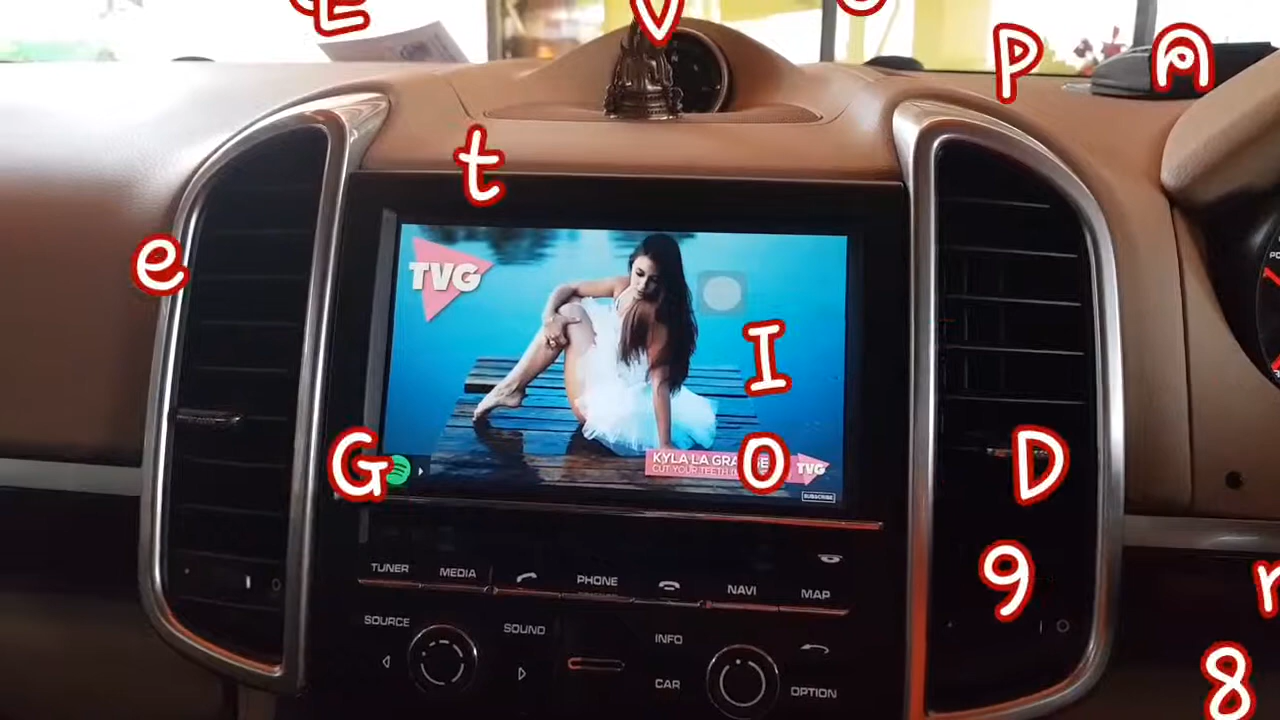 E
V
P
A
t
e
TVG
I
G
O
KYLA LA GRA
CUT YOUR TEETH
TVG
SUBSCRIBE
D
9
8
TUNER
MEDIA
PHONE
NAVI
MAP
SOURCE
SOUND
INFO
CAR
OPTION